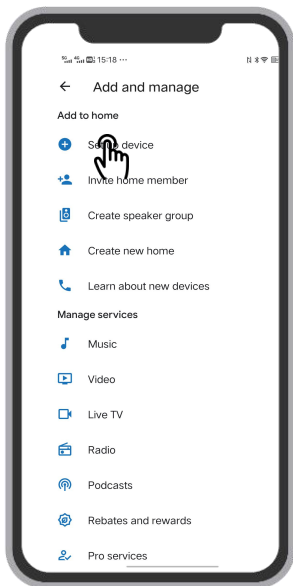 15:18 ···
Add and manage
Add to home
device
Invite home member
Create speaker group
Create new home
Learn about new devices
Manage services
Music
Video
Live TV
Radio
Podcasts
Rebates and rewards
Pro services